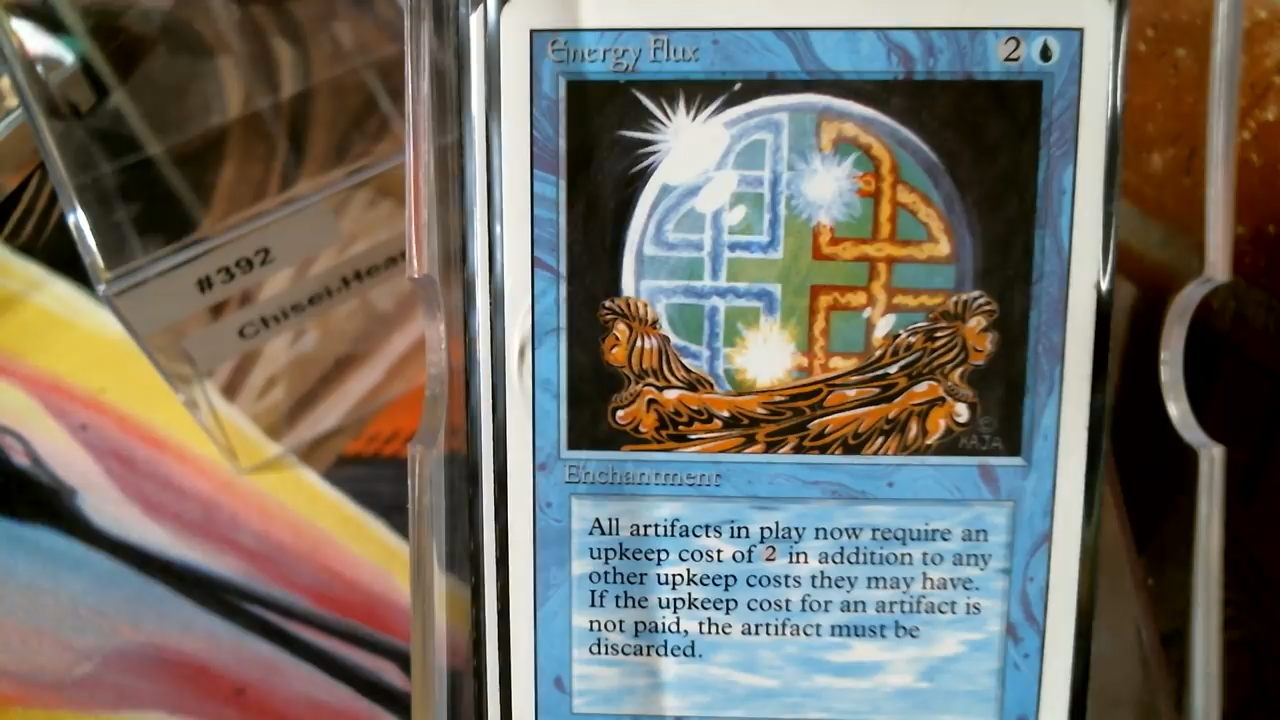 Energy Flux 2
© KAJA
Enchantment
All artifacts in play now require an
upkeep cost of 2 in addition to any
other upkeep costs they may have.
If the upkeep cost for an artifact is
not paid, the artifact must be
discarded.
#392
Chisei,Hear